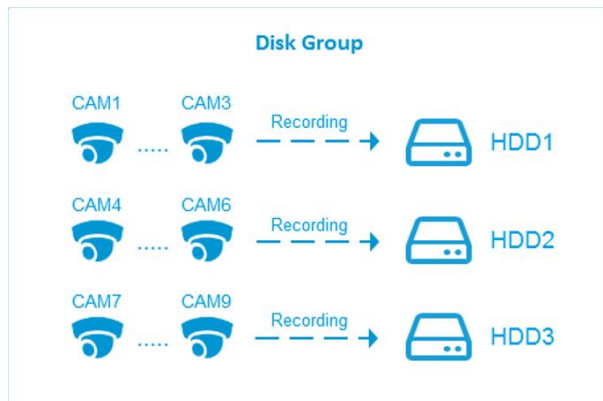 Disk Group
CAM1 CAM3
..... Recording HDD1
CAM4 CAM6
..... Recording HDD2
CAM7 CAM9
..... Recording HDD3